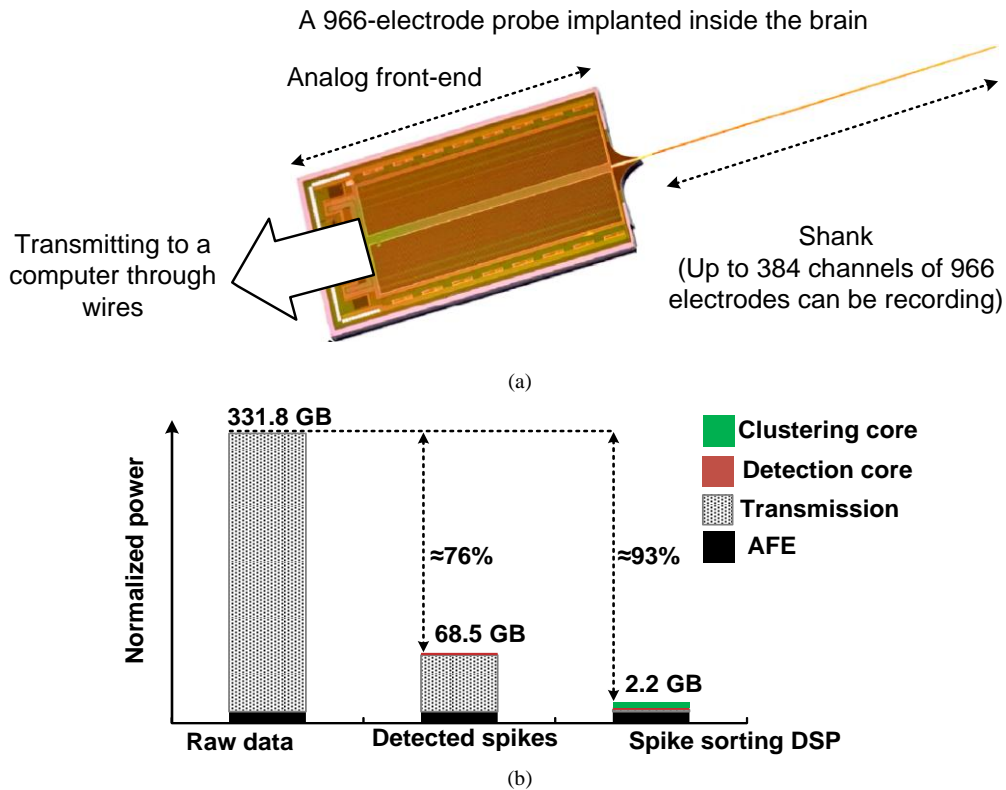 A 966-electrode probe implanted inside the brain
Analog front-end
Transmitting to a
computer through
wires
Shank
(Up to 384 channels of 966
electrodes can be recording)
(a)
331.8 GB
Clustering core
Detection core
Transmission
AFE
≈76%
≈93%
68.5 GB
2.2 GB
Normalized power
Raw data
Detected spikes
Spike sorting DSP
(b)